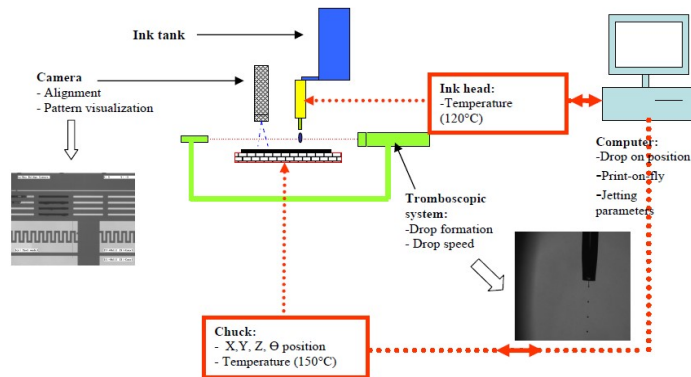 Ink tank
Camera
- Alignment
- Pattern visualization
Ink head:
-Temperature
(120°C)
Computer:
-Drop on position
-Print-on-fly
-Jetting
parameters
Tromboscopic
system:
-Drop formation
- Drop speed
Chuck:
- X,Y, Z, Θ position
- Temperature (150°C)